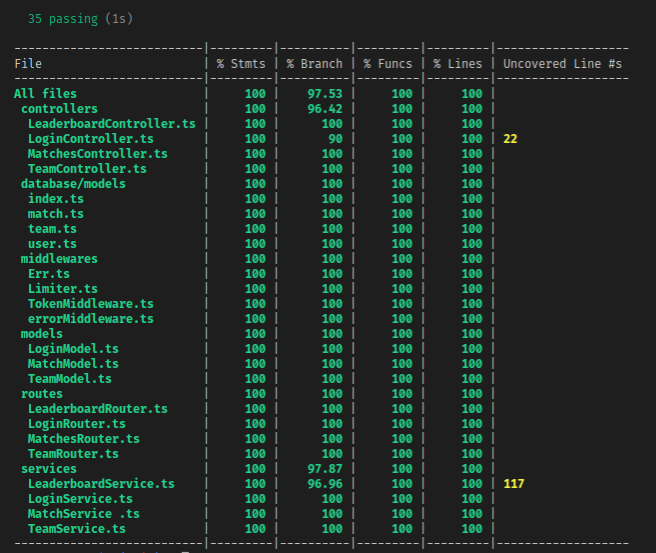 35 passing (1s)
---------------------------|---------|----------|---------|---------|-------------------
File                       | % Stmts | % Branch | % Funcs | % Lines | Uncovered Line #s
---------------------------|---------|----------|---------|---------|-------------------
All files                  |     100 |    97.53 |     100 |     100 |
 controllers               |     100 |    96.42 |     100 |     100 |
  LeaderboardController.ts |     100 |      100 |     100 |     100 |
  LoginController.ts       |     100 |       90 |     100 |     100 | 22
  MatchesController.ts     |     100 |      100 |     100 |     100 |
  TeamController.ts        |     100 |      100 |     100 |     100 |
 database/models           |     100 |      100 |     100 |     100 |
  index.ts                 |     100 |      100 |     100 |     100 |
  match.ts                 |     100 |      100 |     100 |     100 |
  team.ts                  |     100 |      100 |     100 |     100 |
  user.ts                  |     100 |      100 |     100 |     100 |
 middlewares               |     100 |      100 |     100 |     100 |
  Err.ts                   |     100 |      100 |     100 |     100 |
  Limiter.ts               |     100 |      100 |     100 |     100 |
  TokenMiddleware.ts       |     100 |      100 |     100 |     100 |
  errorMiddleware.ts       |     100 |      100 |     100 |     100 |
 models                    |     100 |      100 |     100 |     100 |
  LoginModel.ts            |     100 |      100 |     100 |     100 |
  MatchModel.ts            |     100 |      100 |     100 |     100 |
  TeamModel.ts             |     100 |      100 |     100 |     100 |
 routes                    |     100 |      100 |     100 |     100 |
  LeaderboardRouter.ts     |     100 |      100 |     100 |     100 |
  LoginRouter.ts           |     100 |      100 |     100 |     100 |
  MatchesRouter.ts         |     100 |      100 |     100 |     100 |
  TeamRouter.ts            |     100 |      100 |     100 |     100 |
 services                  |     100 |    97.87 |     100 |     100 |
  LeaderboardService.ts    |     100 |    96.96 |     100 |     100 | 117
  LoginService.ts          |     100 |      100 |     100 |     100 |
  MatchService .ts         |     100 |      100 |     100 |     100 |
  TeamService.ts           |     100 |      100 |     100 |     100 |
---------------------------|---------|----------|---------|---------|-------------------